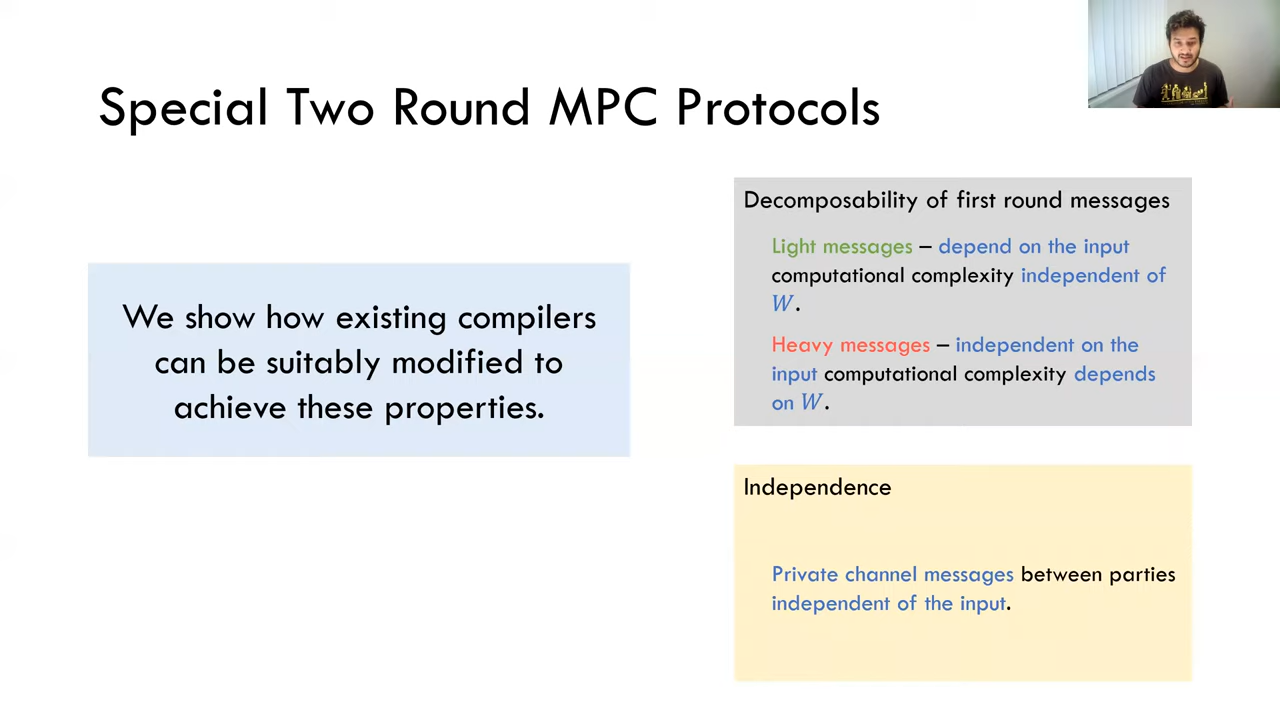 Special Two Round MPC Protocols
We show how existing compilers
can be suitably modified to
achieve these properties.
Decomposability of first round messages
Light messages – depend on the input
computational complexity independent of
W.
Heavy messages – independent on the
input computational complexity depends
on W.
Independence
Private channel messages between parties
independent of the input.